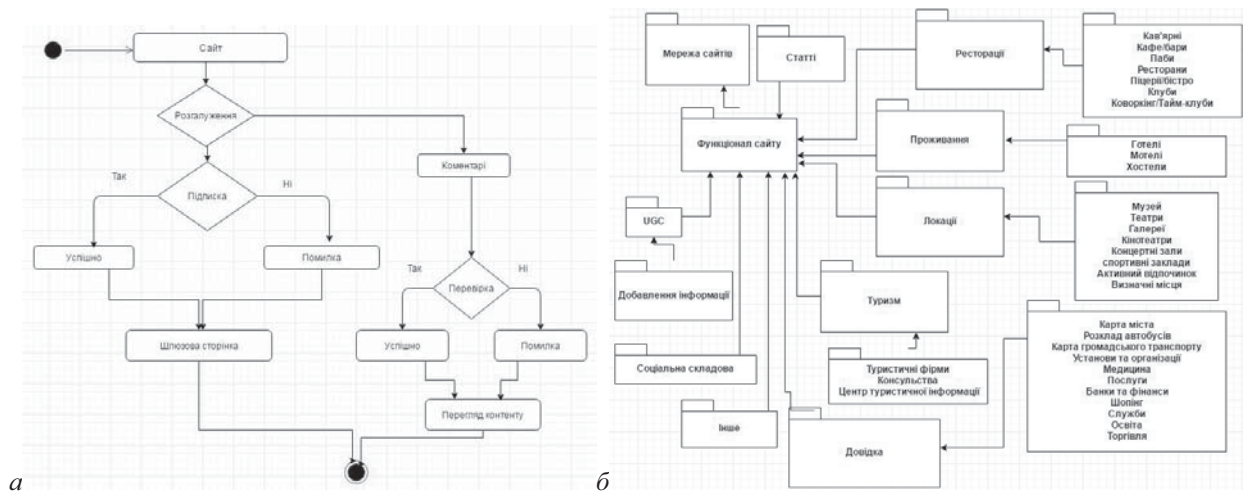 Сайт
Розгалуження
Коментарі
Так
Ні
Підписка
Успішно
Помилка
Так
Ні
Перевірка
Шлюзова сторінка
Успішно
Помилка
Перегляд контенту
а
Мережа сайтів
Статті
Ресторації
Кав'ярні
Кафе/бари
Паби
Ресторани
Піцерії/бістро
Клуби
Коворкінг/Тайм-клуби
Функціонал сайту
Проживання
Готелі
Мотелі
Хостели
UGC
Локації
Музей
Театри
Галереї
Кінотеатри
Концертні зали
спортивні заклади
Активний відпочинок
Визначні місця
Добавлення інформації
Туризм
Соціальна складова
Туристичні фірми
Консульства
Центр туристичної інформації
Карта міста
Розклад автобусів
Карта громадського транспорту
Установи та організації
Медицина
Послуги
Банки та фінанси
Шопінг
Служби
Освіта
Торгівля
Інше
Довідка
б